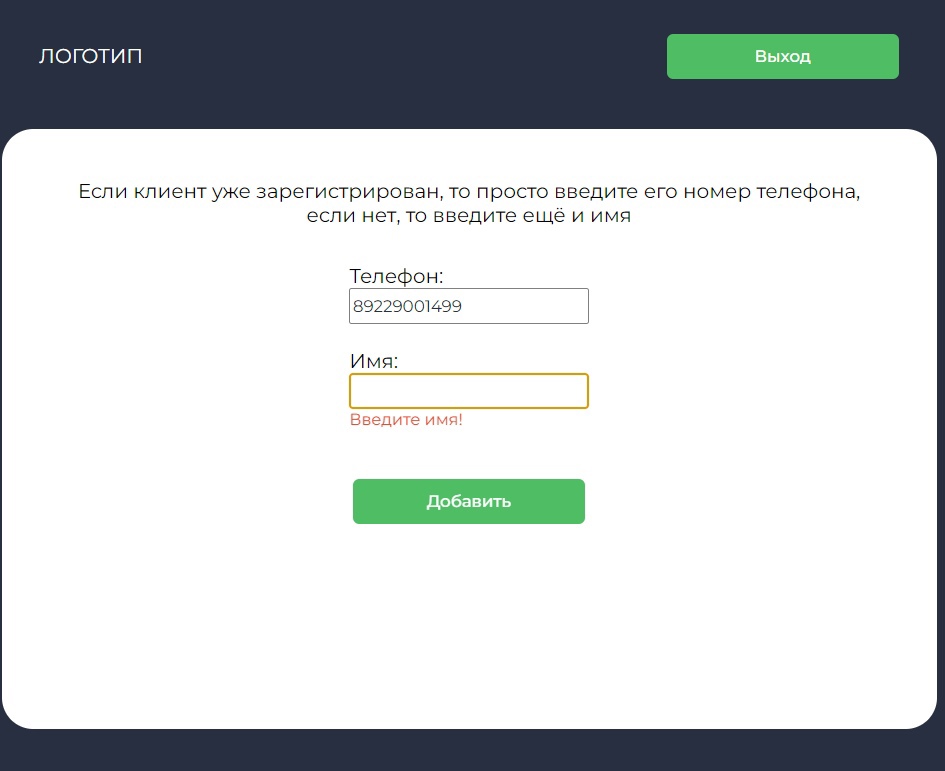 ЛОГОТИП
Выход
Если клиент уже зарегистрирован, то просто введите его номер телефона,
если нет, то введите ещё и имя
Телефон:
89229001499
Имя:
Введите имя!
Добавить